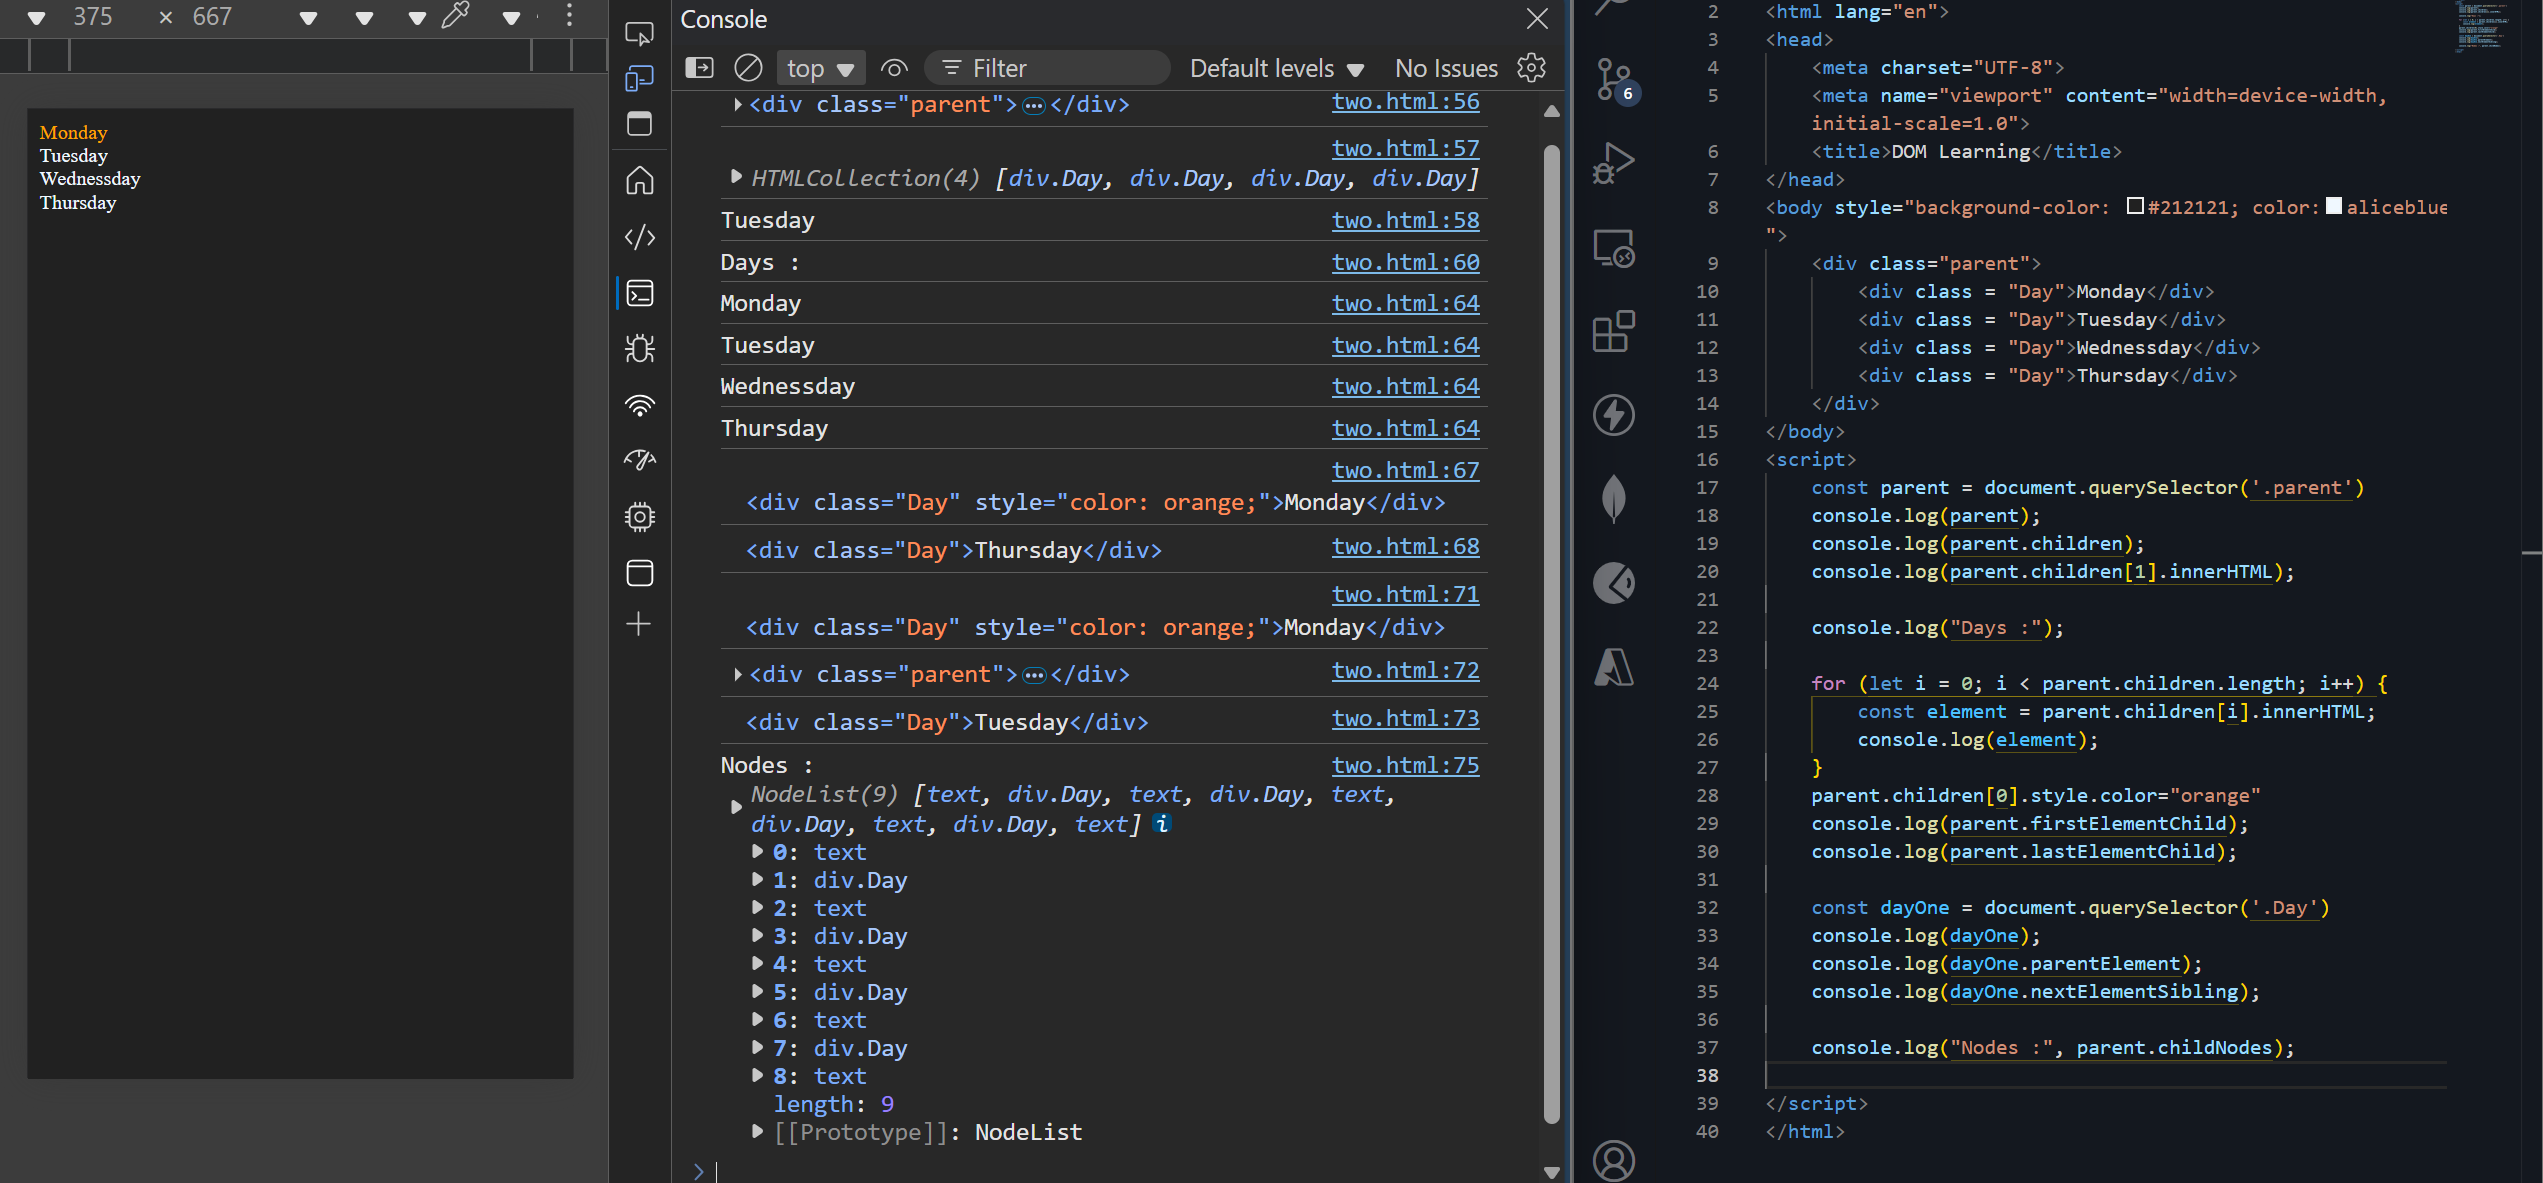 375 × 667
Monday
Tuesday
Wednessday
Thursday
Console
top
Filter
Default levels
No Issues
<div class="parent">…</div> two.html:56
two.html:57
HTMLCollection(4) [div.Day, div.Day, div.Day, div.Day]
Tuesday two.html:58
Days : two.html:60
Monday two.html:64
Tuesday two.html:64
Wednessday two.html:64
Thursday two.html:64
two.html:67
<div class="Day" style="color: orange;">Monday</div>
<div class="Day">Thursday</div> two.html:68
two.html:71
<div class="Day" style="color: orange;">Monday</div>
<div class="parent">…</div> two.html:72
<div class="Day">Tuesday</div> two.html:73
Nodes : two.html:75
NodeList(9) [text, div.Day, text, div.Day, text,
div.Day, text, div.Day, text] i
0: text
1: div.Day
2: text
3: div.Day
4: text
5: div.Day
6: text
7: div.Day
8: text
length: 9
[[Prototype]]: NodeList
>
6
2 <html lang="en">
3 <head>
4 <meta charset="UTF-8">
5 <meta name="viewport" content="width=device-width,
initial-scale=1.0">
6 <title>DOM Learning</title>
7 </head>
8 <body style="background-color: #212121; color: aliceblue
">
9 <div class="parent">
10 <div class = "Day">Monday</div>
11 <div class = "Day">Tuesday</div>
12 <div class = "Day">Wednessday</div>
13 <div class = "Day">Thursday</div>
14 </div>
15 </body>
16 <script>
17 const parent = document.querySelector('.parent')
18 console.log(parent);
19 console.log(parent.children);
20 console.log(parent.children[1].innerHTML);
21
22 console.log("Days :");
23
24 for (let i = 0; i < parent.children.length; i++) {
25 const element = parent.children[i].innerHTML;
26 console.log(element);
27 }
28 parent.children[0].style.color="orange"
29 console.log(parent.firstElementChild);
30 console.log(parent.lastElementChild);
31
32 const dayOne = document.querySelector('.Day')
33 console.log(dayOne);
34 console.log(dayOne.parentElement);
35 console.log(dayOne.nextElementSibling);
36
37 console.log("Nodes :", parent.childNodes);
38
39 </script>
40 </html>